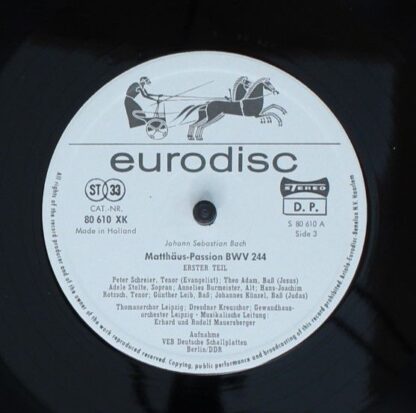 eurodisc
ST 33
STEREO
CAT.-NR.
80 610 XK
Made in Holland
D. P.
S 80 610 A
Side 3
Johann Sebastian Bach
Matthäus-Passion BWV 244
ERSTER TEIL
Peter Schreier, Tenor (Evangelist); Theo Adam, Baß (Jesus)
Adele Stolte, Sopran; Annelies Burmeister, Alt; Hans-Joachim
Rotzsch, Tenor; Günther Leib, Baß; Johannes Künzel, Baß (Judas)
Thomanerchor Leipzig; Dresdner Kreuzchor; Gewandhaus-
orchester Leipzig · Musikalische Leitung:
Erhard und Rudolf Mauersberger
Aufnahme
VEB Deutsche Schallplatten
Berlin/DDR
All rights of the record producer and of the owner of the work reproduced reserved. Copying, public performance and broadcasting of this record prohibited Ariola-Eurodisc-Benelux N.V. Haarlem